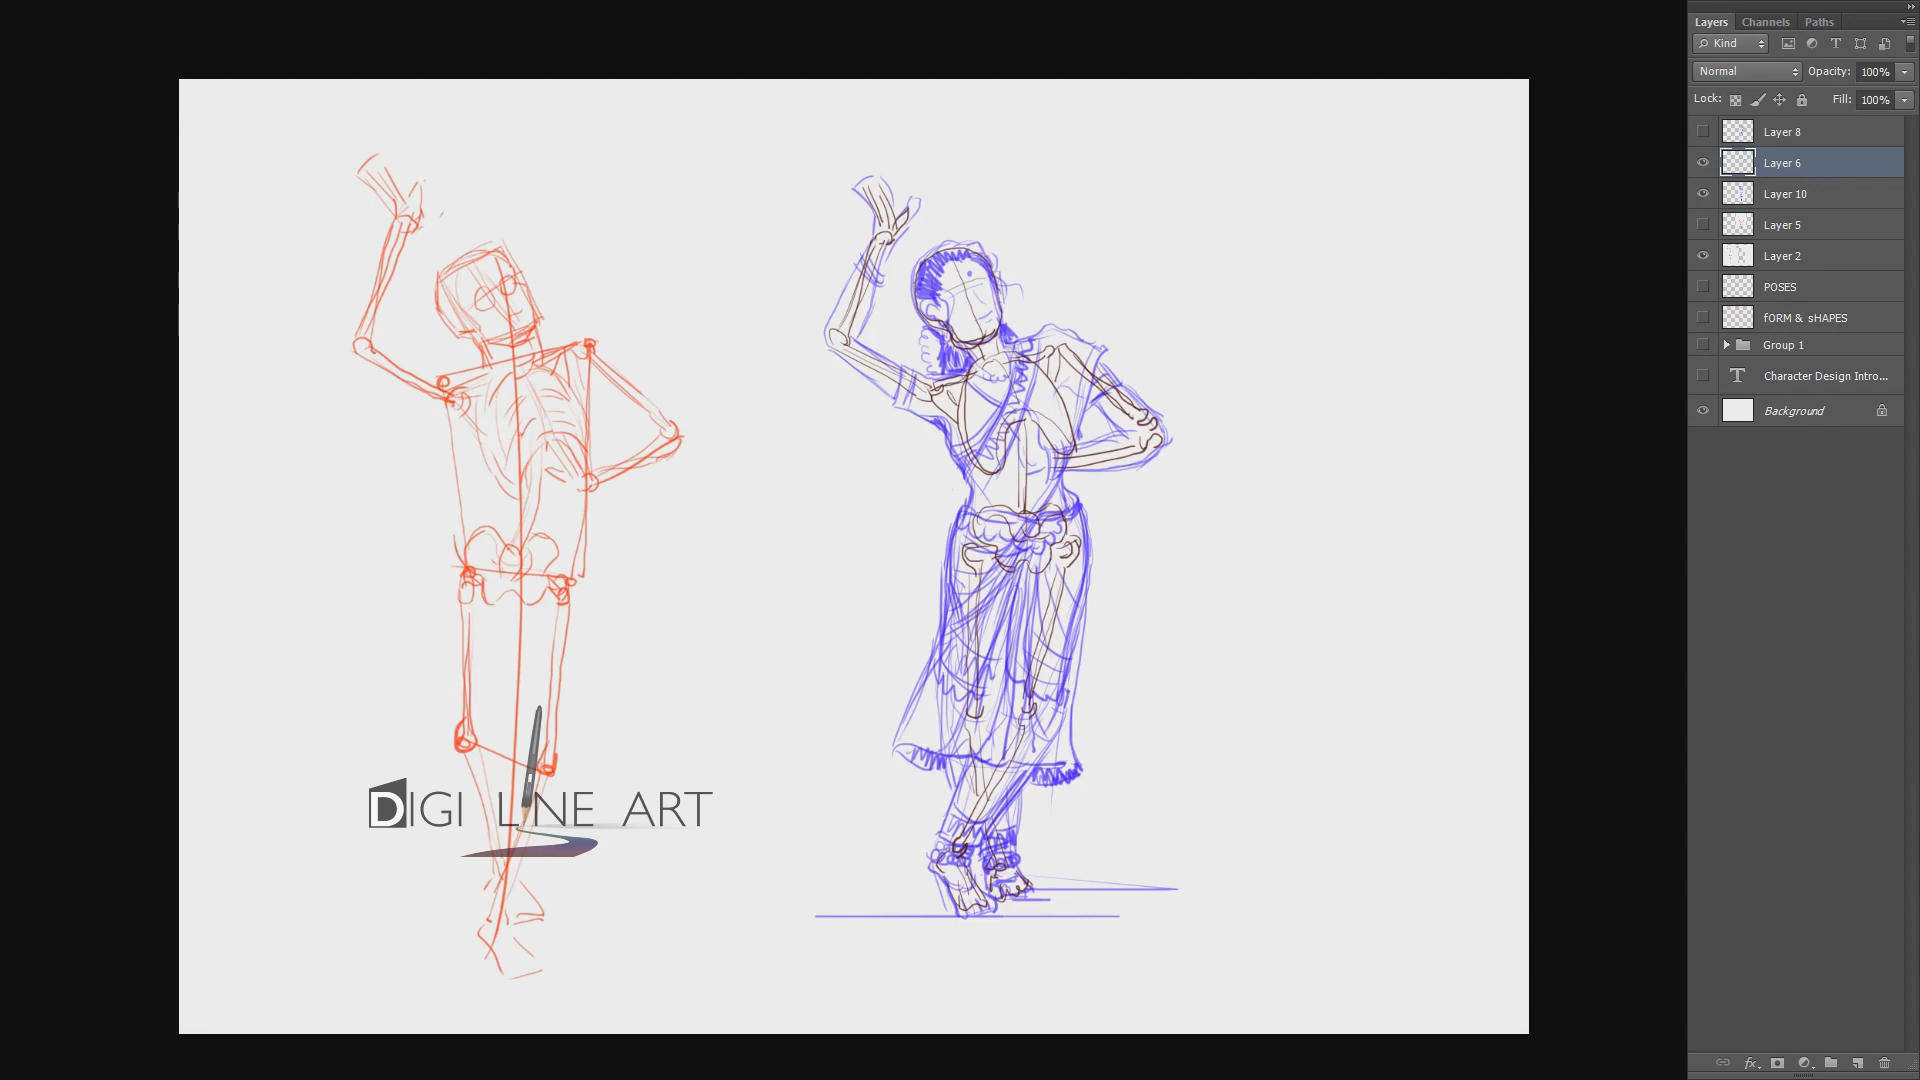 Layers Channels Paths
Kind
Normal Opacity: 100%
Lock: Fill: 100%
Layer 8
Layer 6
Layer 10
Layer 5
Layer 2
POSES
fORM & sHAPES
Group 1
T Character Design Intro...
Background
fx
DIGI LINE ART